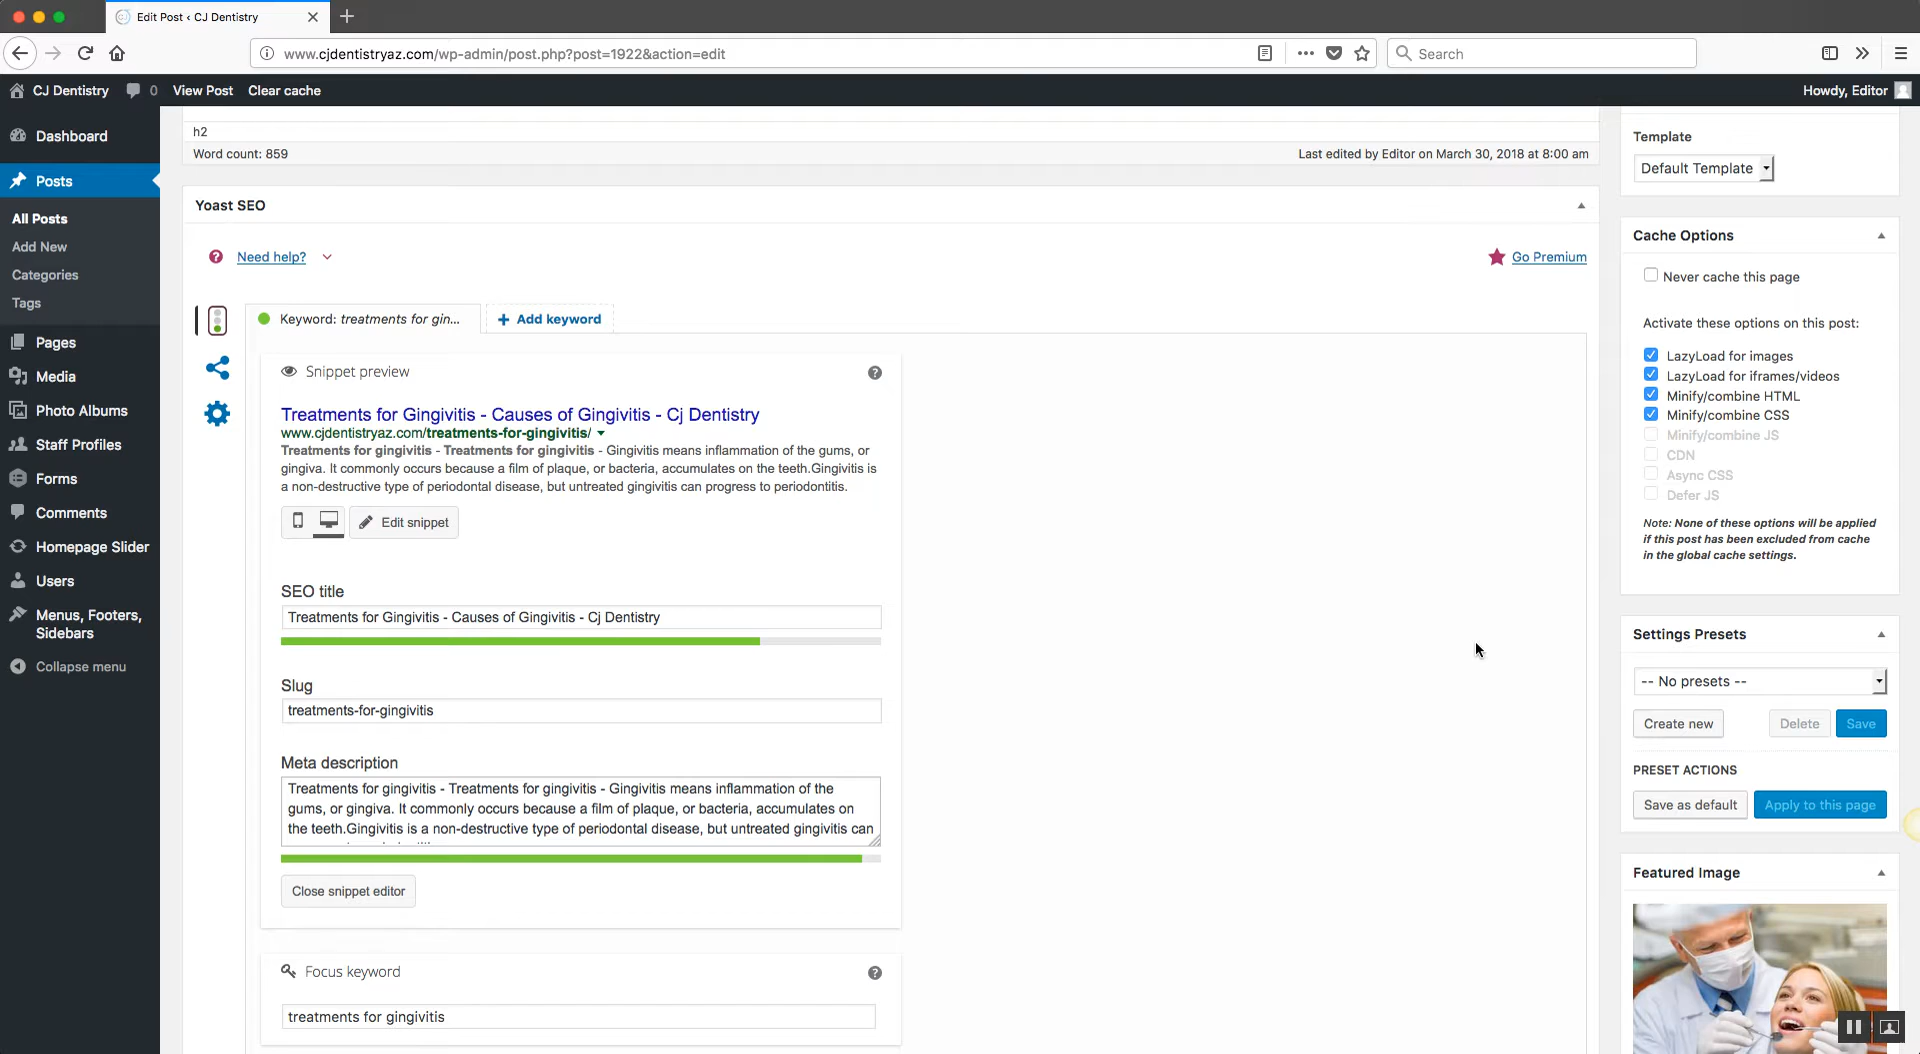 Edit Post ‹ CJ Dentistry
www.cjdentistryaz.com/wp-admin/post.php?post=1922&action=edit
Search
CJ Dentistry
0
View Post
Clear cache
Howdy, Editor
Dashboard
Posts
All Posts
Add New
Categories
Tags
Pages
Media
Photo Albums
Staff Profiles
Forms
Comments
Homepage Slider
Users
Menus, Footers,
Sidebars
Collapse menu
h2
Word count: 859
Last edited by Editor on March 30, 2018 at 8:00 am
Yoast SEO
Need help?
Go Premium
Keyword: treatments for gin...
+ Add keyword
Snippet preview
Treatments for Gingivitis - Causes of Gingivitis - Cj Dentistry
www.cjdentistryaz.com/treatments-for-gingivitis/
Treatments for gingivitis - Treatments for gingivitis - Gingivitis means inflammation of the gums, or
gingiva. It commonly occurs because a film of plaque, or bacteria, accumulates on the teeth.Gingivitis is
a non-destructive type of periodontal disease, but untreated gingivitis can progress to periodontitis.
Edit snippet
SEO title
Treatments for Gingivitis - Causes of Gingivitis - Cj Dentistry
Slug
treatments-for-gingivitis
Meta description
Treatments for gingivitis - Treatments for gingivitis - Gingivitis means inflammation of the
gums, or gingiva. It commonly occurs because a film of plaque, or bacteria, accumulates on
the teeth.Gingivitis is a non-destructive type of periodontal disease, but untreated gingivitis can
Close snippet editor
Focus keyword
treatments for gingivitis
Template
Default Template
Cache Options
Never cache this page
Activate these options on this post:
LazyLoad for images
LazyLoad for iframes/videos
Minify/combine HTML
Minify/combine CSS
Minify/combine JS
CDN
Async CSS
Defer JS
Note: None of these options will be applied
if this post has been excluded from cache
in the global cache settings.
Settings Presets
-- No presets --
Create new
Delete
Save
PRESET ACTIONS
Save as default
Apply to this page
Featured Image